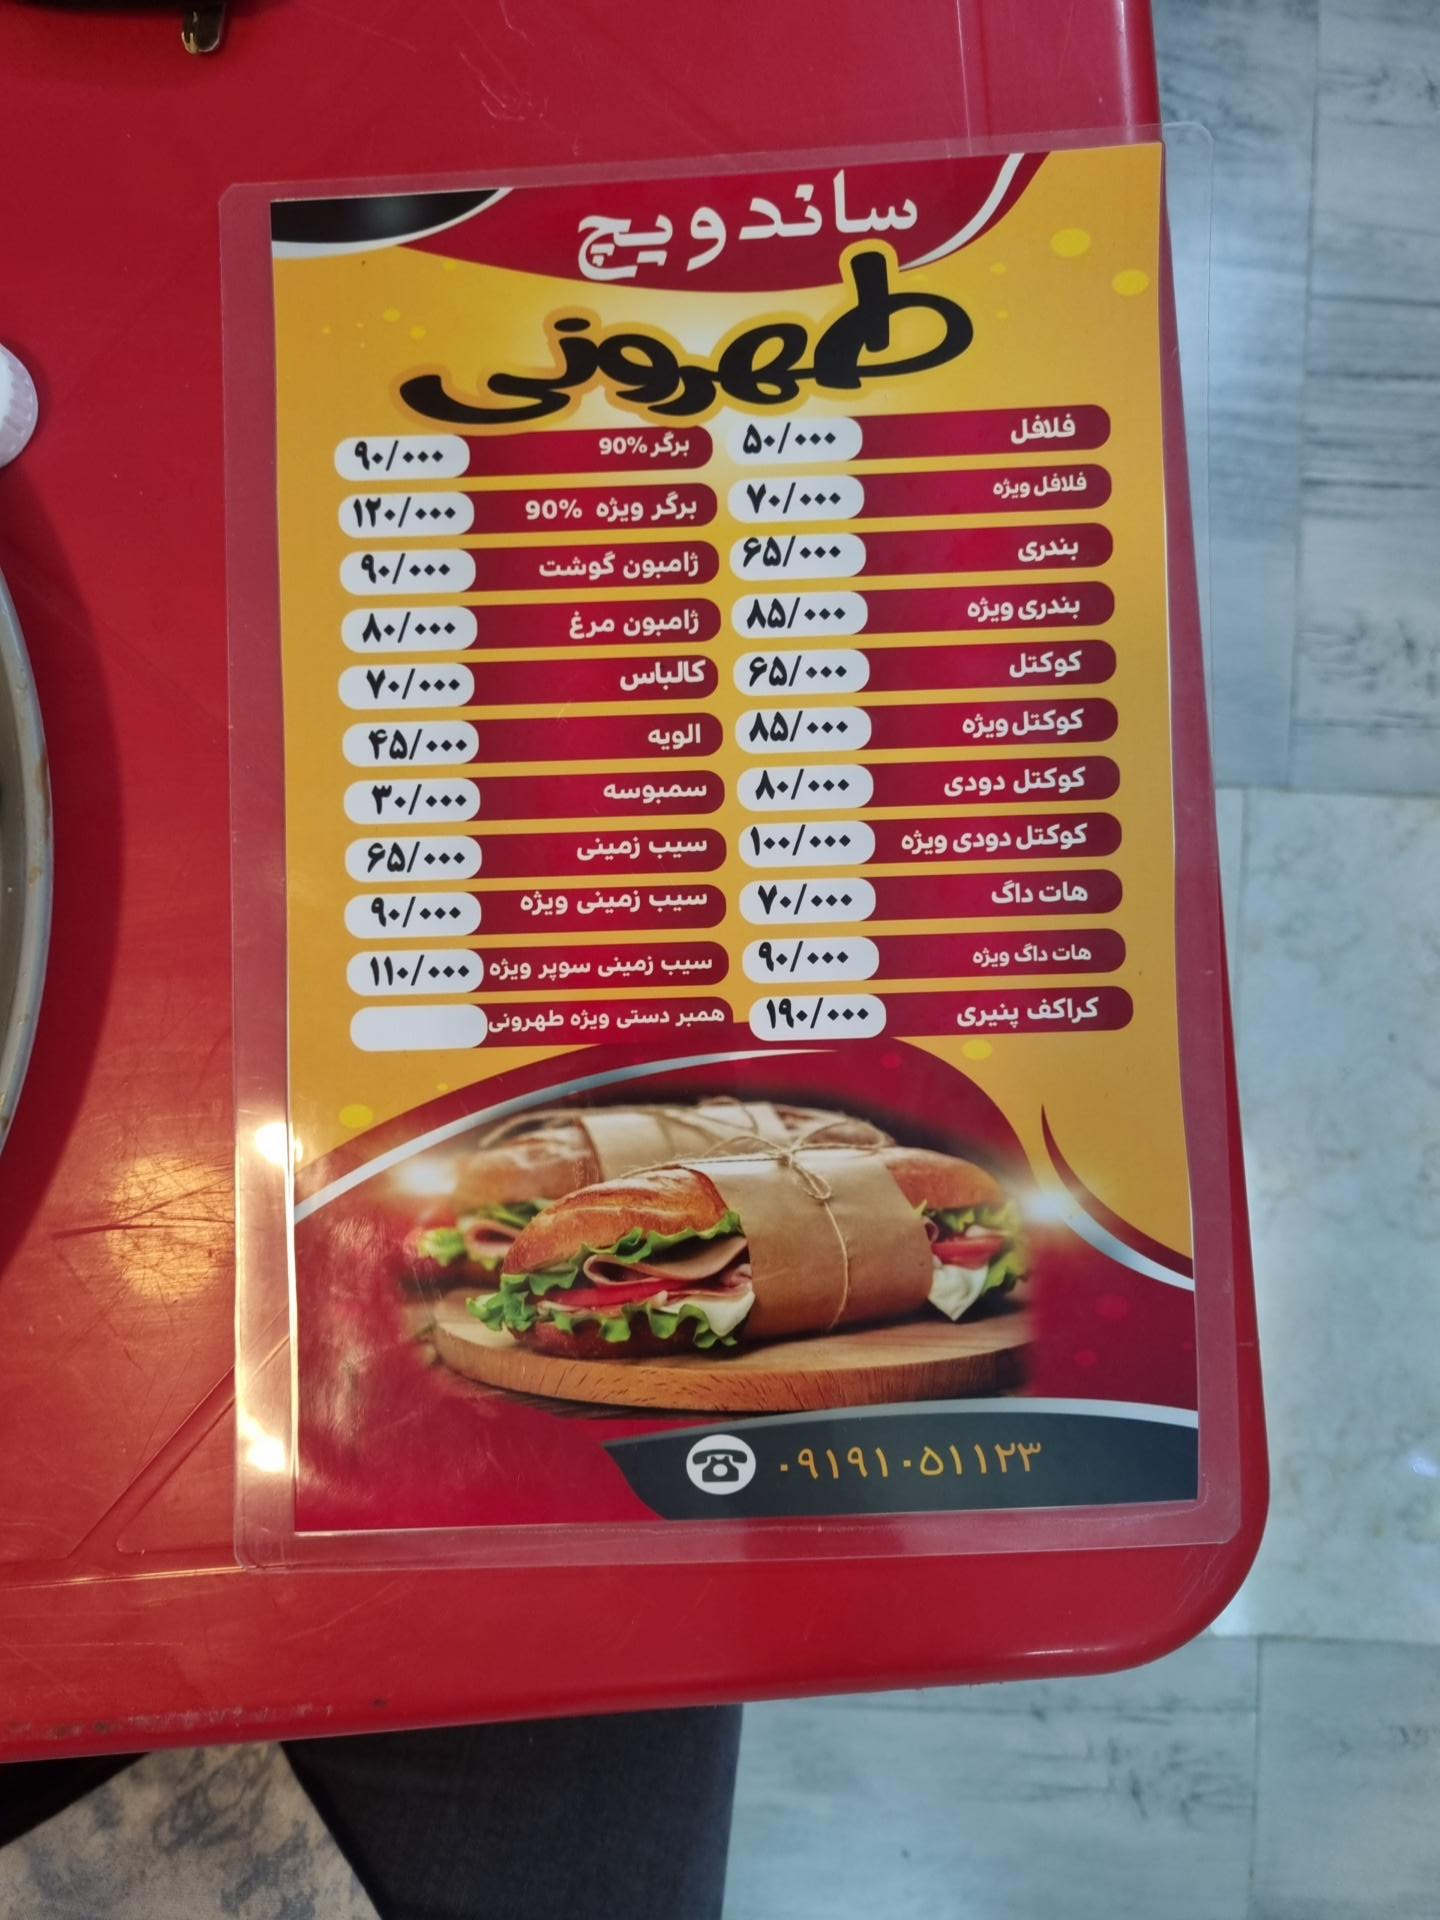 ساندویچ
طهرونی
فلافل ۵۰/۰۰۰
فلافل ویژه ۷۰/۰۰۰
بندری ۶۵/۰۰۰
بندری ویژه ۸۵/۰۰۰
کوکتل ۶۵/۰۰۰
کوکتل ویژه ۸۵/۰۰۰
کوکتل دودی ۸۰/۰۰۰
کوکتل دودی ویژه ۱۰۰/۰۰۰
هات داگ ۷۰/۰۰۰
هات داگ ویژه ۹۰/۰۰۰
کراکف پنیری ۱۹۰/۰۰۰
برگر 90% ۹۰/۰۰۰
برگر ویژه 90% ۱۲۰/۰۰۰
ژامبون گوشت ۹۰/۰۰۰
ژامبون مرغ ۸۰/۰۰۰
کالباس ۷۰/۰۰۰
الویه ۴۵/۰۰۰
سمبوسه ۳۰/۰۰۰
سیب زمینی ۶۵/۰۰۰
سیب زمینی ویژه ۹۰/۰۰۰
سیب زمینی سوپر ویژه ۱۱۰/۰۰۰
همبر دستی ویژه طهرونی
۰۹۱۹۱۰۵۱۱۲۳